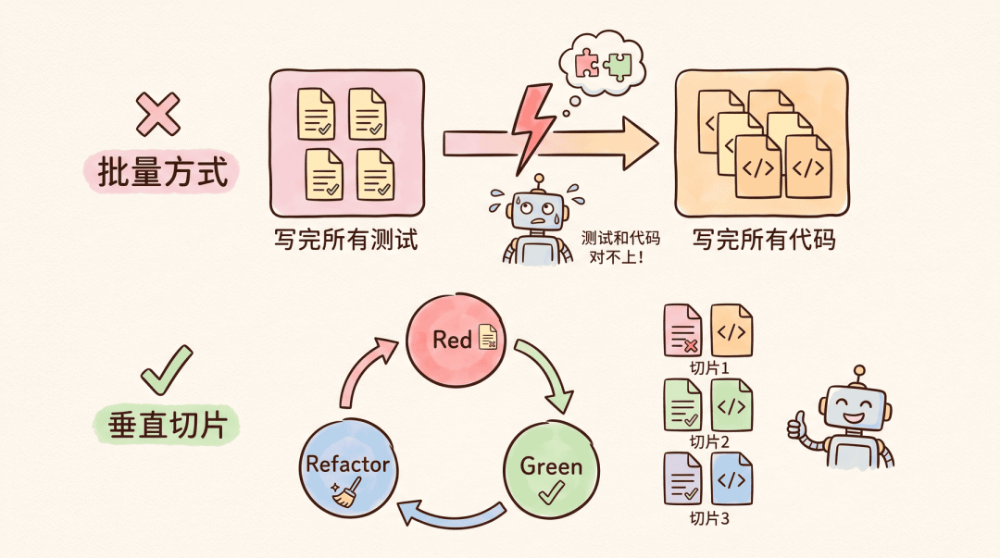 批量方式
写完所有测试
测试和代码
对不上！
写完所有代码
</>
</>
垂直切片
Red
Refactor
Green
</>
切片1
</>
切片2
</>
切片3